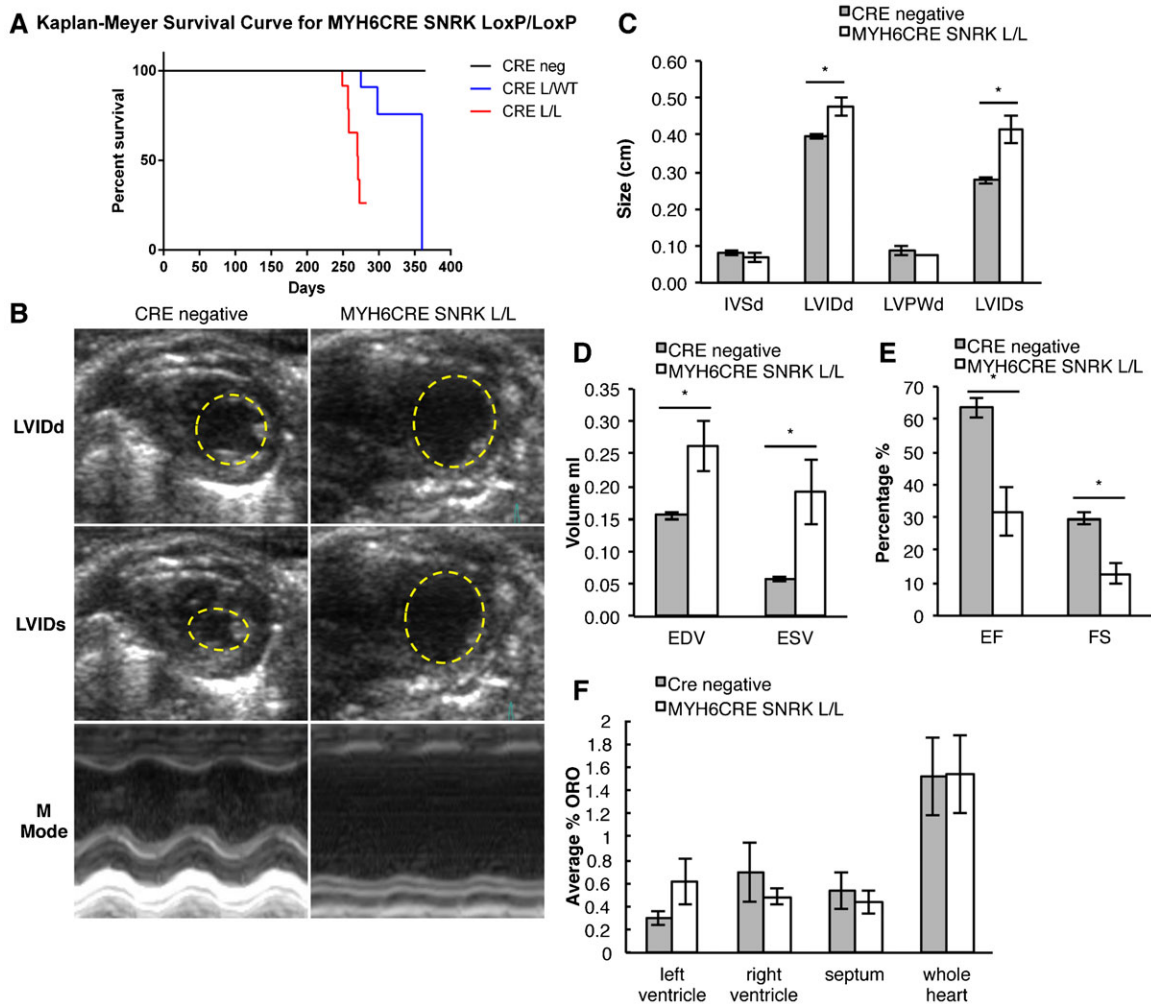 A Kaplan-Meyer Survival Curve for MYH6CRE SNRK LoxP/LoxP
CRE neg
CRE L/WT
CRE L/L
Percent survival
100
50
0
0 50 100 150 200 250 300 350 400
Days
B
CRE negative MYH6CRE SNRK L/L
LVIDd
LVIDs
M
Mode
C
CRE negative
MYH6CRE SNRK L/L
* *
Size (cm)
0.60
0.50
0.40
0.30
0.20
0.10
0.00
IVSd LVIDd LVPWd LVIDs
D
CRE negative
MYH6CRE SNRK L/L
* *
Volume ml
0.35
0.30
0.25
0.20
0.15
0.10
0.05
0.00
EDV ESV
E
CRE negative
MYH6CRE SNRK L/L
* *
Percentage %
70
60
50
40
30
20
10
0
EF FS
F
Cre negative
MYH6CRE SNRK L/L
Average % ORO
2
1.8
1.6
1.4
1.2
1
0.8
0.6
0.4
0.2
0
left right septum whole
ventricle ventricle heart